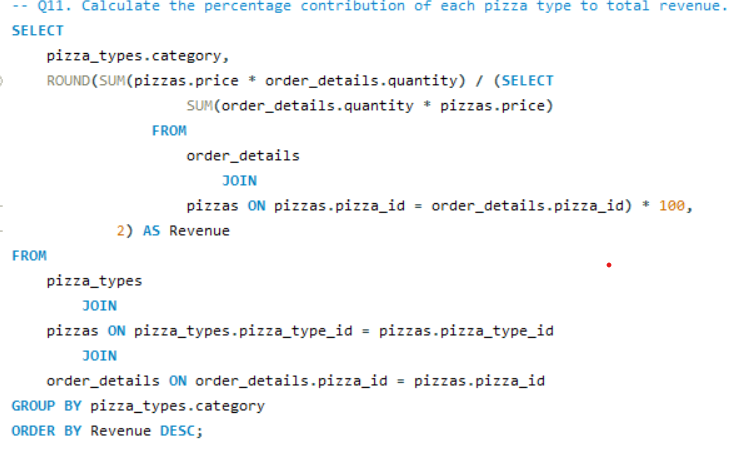 -- Q11. Calculate the percentage contribution of each pizza type to total revenue.
SELECT
pizza_types.category,
ROUND(SUM(pizzas.price * order_details.quantity) / (SELECT
SUM(order_details.quantity * pizzas.price)
FROM
order_details
JOIN
pizzas ON pizzas.pizza_id = order_details.pizza_id) * 100,
2) AS Revenue
FROM
pizza_types
JOIN
pizzas ON pizza_types.pizza_type_id = pizzas.pizza_type_id
JOIN
order_details ON order_details.pizza_id = pizzas.pizza_id
GROUP BY pizza_types.category
ORDER BY Revenue DESC;